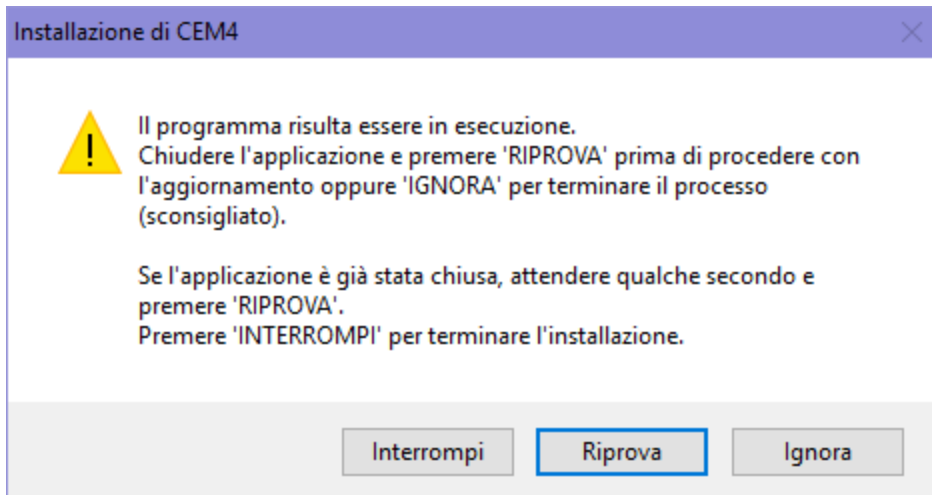 Installazione di CEM4
Il programma risulta essere in esecuzione.
Chiudere l'applicazione e premere 'RIPROVA' prima di procedere con
l'aggiornamento oppure 'IGNORA' per terminare il processo
(sconsigliato).
Se l'applicazione è già stata chiusa, attendere qualche secondo e
premere 'RIPROVA'.
Premere 'INTERROMPI' per terminare l'installazione.
Interrompi Riprova Ignora